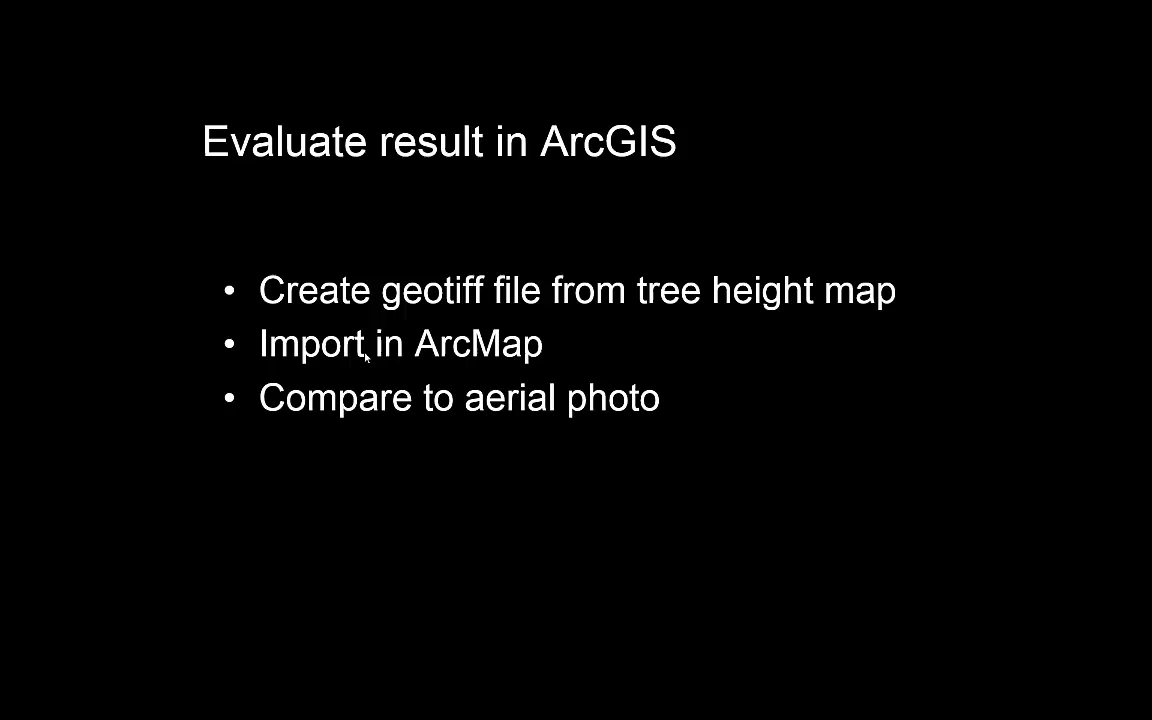 Evaluate result in ArcGIS
• Create geotiff file from tree height map
• Import in ArcMap
• Compare to aerial photo